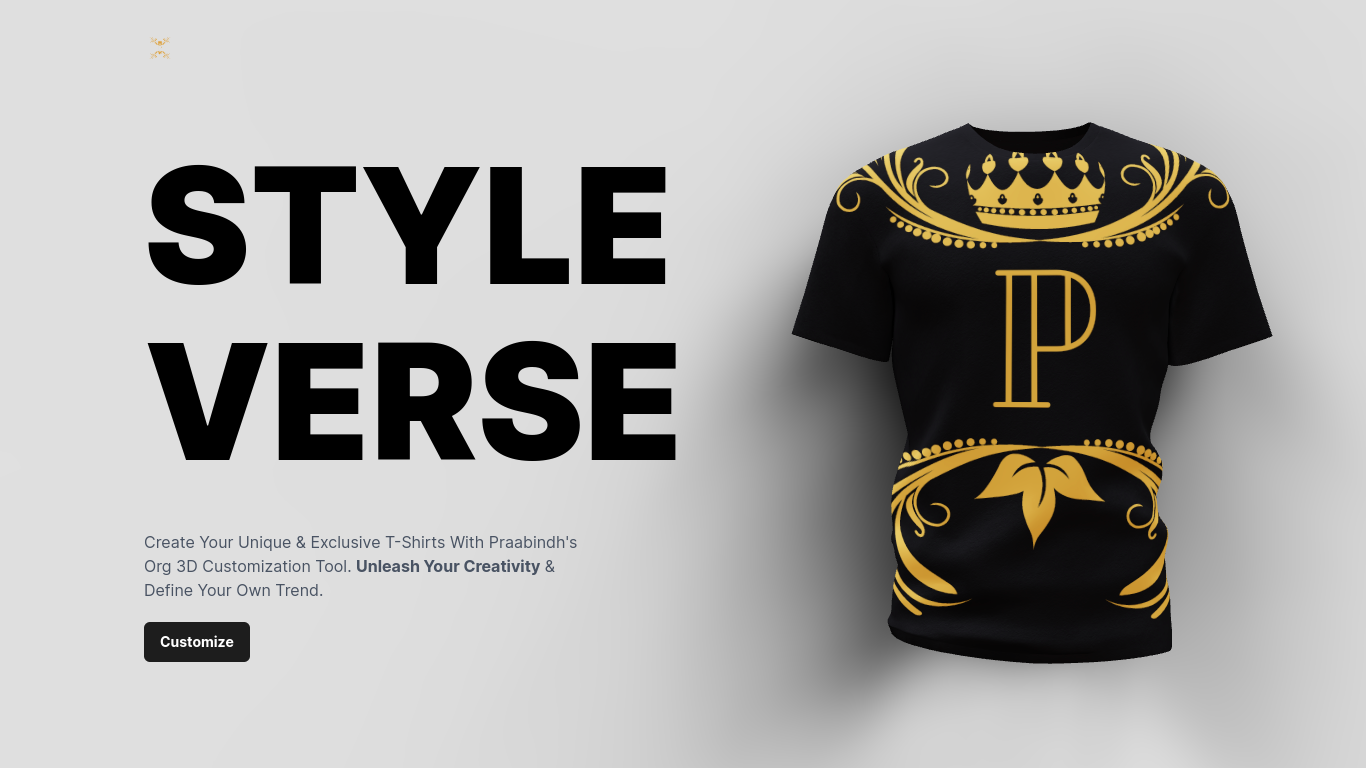 STYLE
VERSE
Create Your Unique & Exclusive T-Shirts With Praabindh's
Org 3D Customization Tool. Unleash Your Creativity &
Define Your Own Trend.
Customize
P